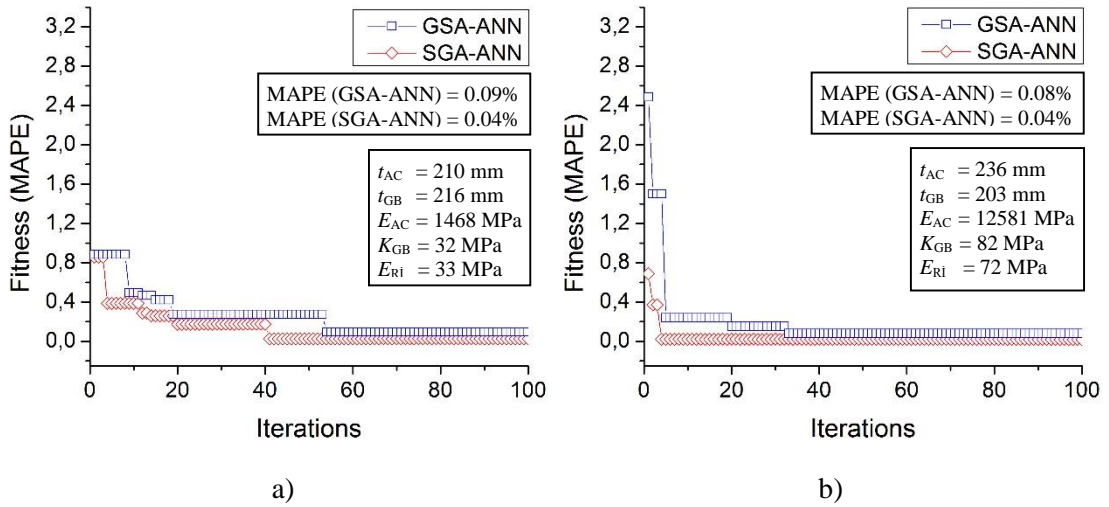 3,2
2,8
2,4
2,0
1,6
1,2
0,8
0,4
0,0
Fitness (MAPE)
GSA-ANN
SGA-ANN
MAPE (GSA-ANN) = 0.09%
MAPE (SGA-ANN) = 0.04%
tAC = 210 mm
tGB = 216 mm
EAC = 1468 MPa
KGB = 32 MPa
ERİ = 33 MPa
0 20 40 60 80 100
Iterations
a)
3,2
2,8
2,4
2,0
1,6
1,2
0,8
0,4
0,0
Fitness (MAPE)
GSA-ANN
SGA-ANN
MAPE (GSA-ANN) = 0.08%
MAPE (SGA-ANN) = 0.04%
tAC = 236 mm
tGB = 203 mm
EAC = 12581 MPa
KGB = 82 MPa
ERİ = 72 MPa
0 20 40 60 80 100
Iterations
b)